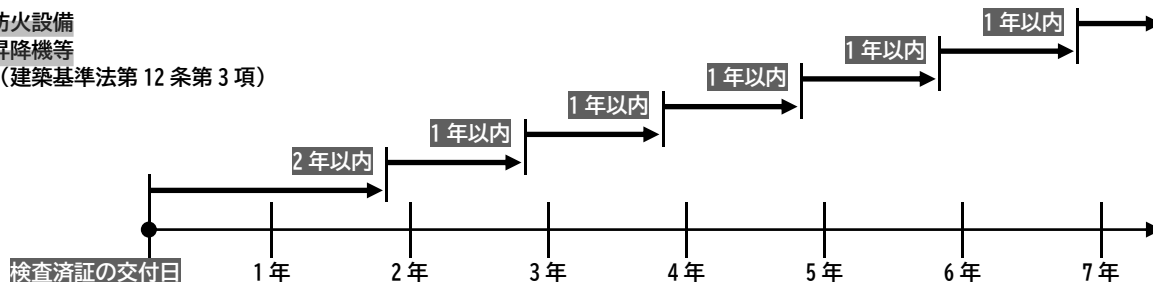 防火設備
昇降機等
（建築基準法第 12 条第 3 項）
1 年以内
1 年以内
1 年以内
1 年以内
1 年以内
2 年以内
検査済証の交付日
1 年
2 年
3 年
4 年
5 年
6 年
7 年